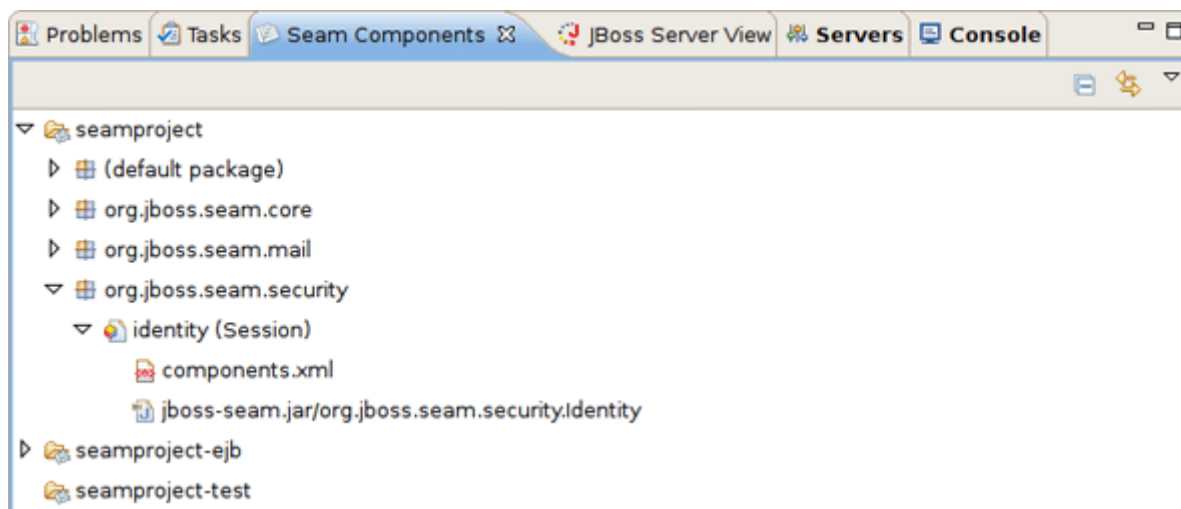 Problems Tasks Seam Components JBoss Server View Servers Console
seamproject
(default package)
org.jboss.seam.core
org.jboss.seam.mail
org.jboss.seam.security
identity (Session)
components.xml
jboss-seam.jar/org.jboss.seam.security.Identity
seamproject-ejb
seamproject-test